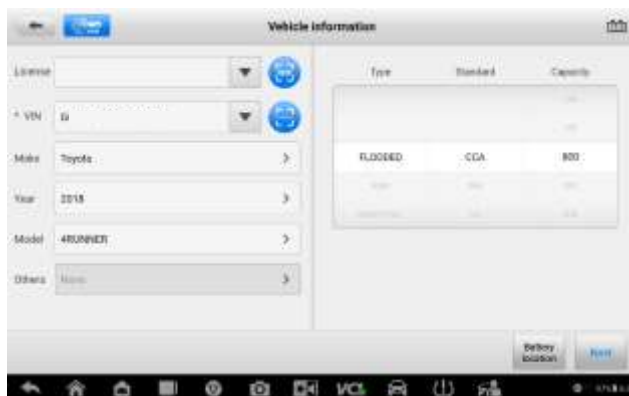 Vehicle information
License
* VIN
Make Toyota
Year 2018
Model 4RUNNER
Others None
Type Standard Capacity
FLOODED CCA 800
Battery location
Next
VCI